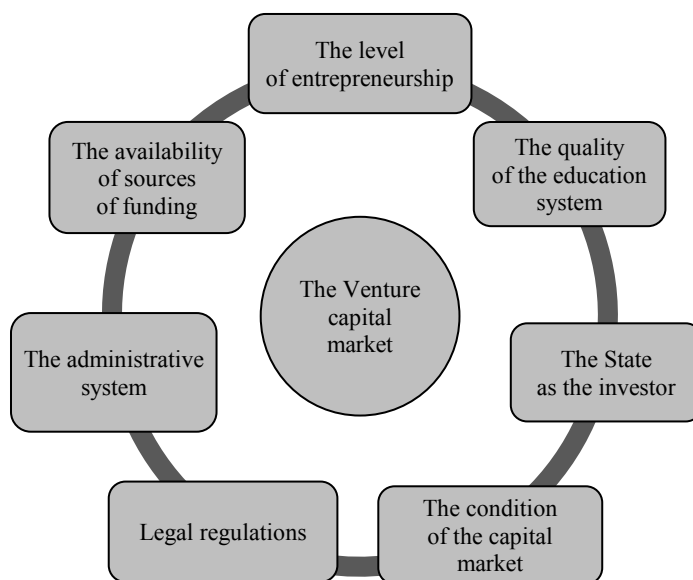 The level
of entrepreneurship
The quality
of the education
system
The State
as the investor
The condition
of the capital
market
Legal regulations
The administrative
system
The availability
of sources
of funding
The Venture
capital
market